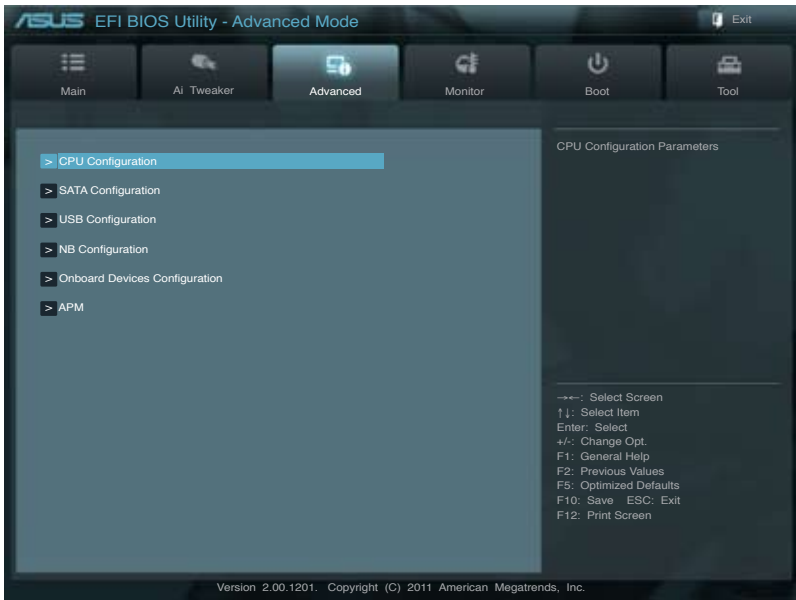 ASUS EFI BIOS Utility - Advanced Mode
Exit
Main
Ai Tweaker
Advanced
Monitor
Boot
Tool
> CPU Configuration
> SATA Configuration
> USB Configuration
> NB Configuration
> Onboard Devices Configuration
> APM
CPU Configuration Parameters
→←: Select Screen
↑↓: Select Item
Enter: Select
+/-: Change Opt.
F1: General Help
F2: Previous Values
F5: Optimized Defaults
F10: Save ESC: Exit
F12: Print Screen
Version 2.00.1201. Copyright (C) 2011 American Megatrends, Inc.